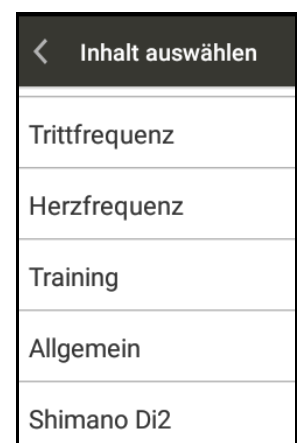 Inhalt auswählen
Trittfrequenz
Herzfrequenz
Training
Allgemein
Shimano Di2